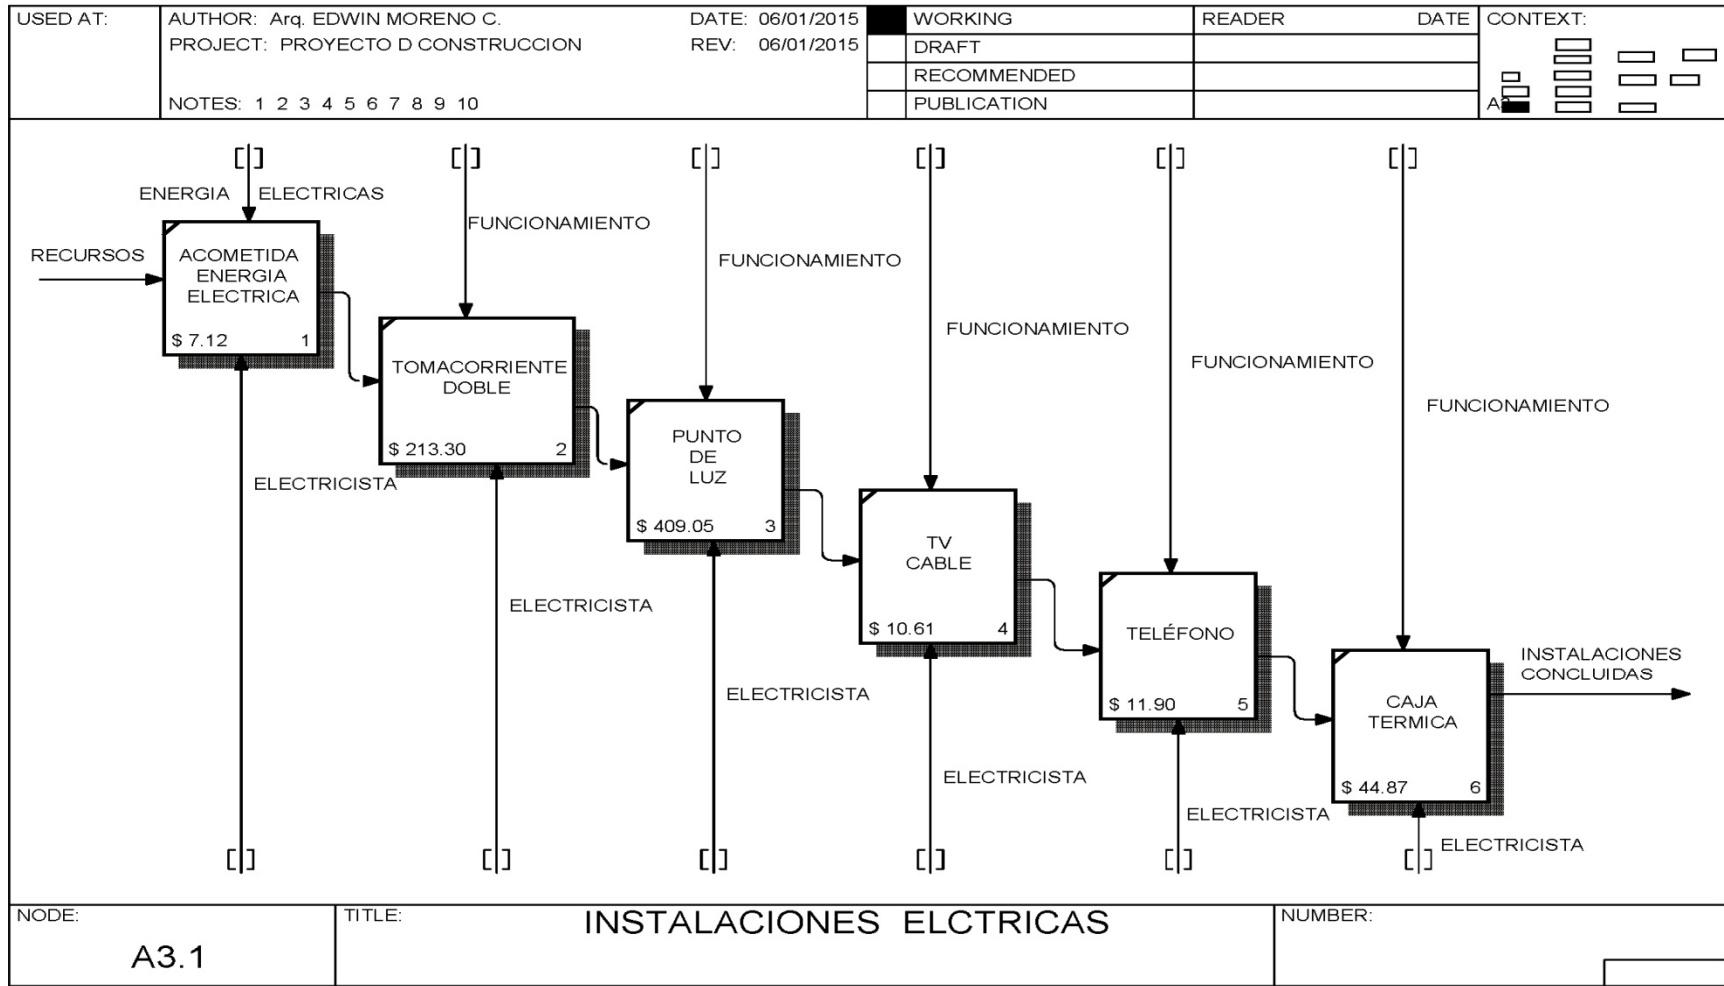 USED AT:
AUTHOR: Arq. EDWIN MORENO C.
DATE: 06/01/2015
PROJECT: PROYECTO D CONSTRUCCION
REV: 06/01/2015
NOTES: 1 2 3 4 5 6 7 8 9 10
WORKING
DRAFT
RECOMMENDED
PUBLICATION
READER DATE
CONTEXT:
ENERGIA ELECTRICAS
RECURSOS
ACOMETIDA
ENERGIA
ELECTRICA
$ 7.12 1
ELECTRICISTA
FUNCIONAMIENTO
TOMACORRIENTE
DOBLE
$ 213.30 2
ELECTRICISTA
FUNCIONAMIENTO
PUNTO
DE
LUZ
$ 409.05 3
ELECTRICISTA
FUNCIONAMIENTO
TV
CABLE
$ 10.61 4
ELECTRICISTA
FUNCIONAMIENTO
TELÉFONO
$ 11.90 5
ELECTRICISTA
FUNCIONAMIENTO
CAJA
TERMICA
$ 44.87 6
ELECTRICISTA
INSTALACIONES
CONCLUIDAS
NODE:
A3.1
TITLE:
INSTALACIONES ELCTRICAS
NUMBER: